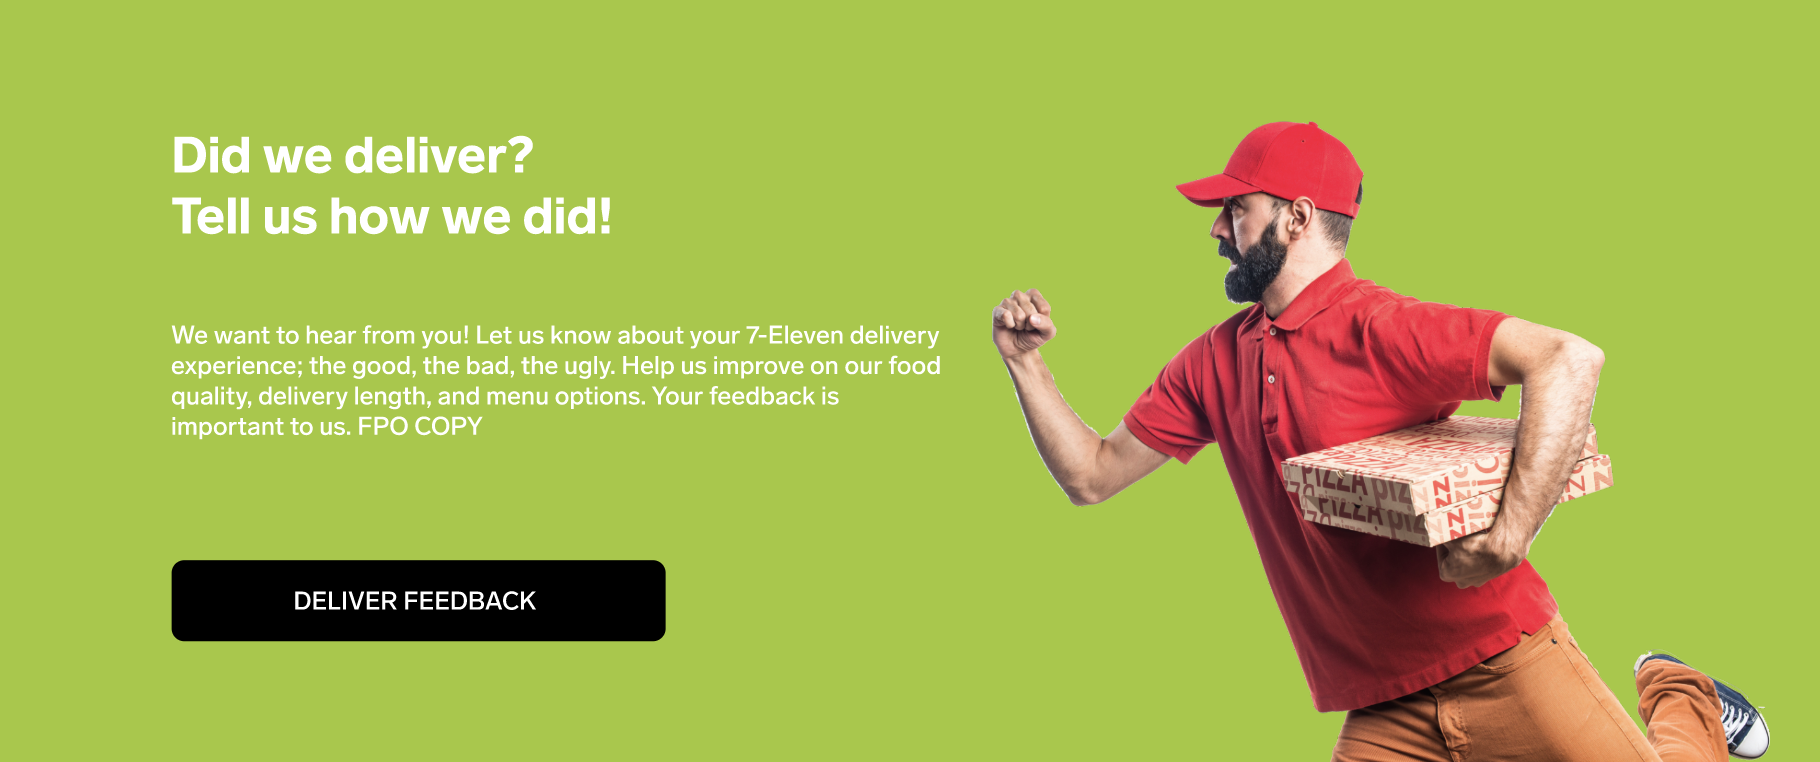 Did we deliver?
Tell us how we did!
We want to hear from you! Let us know about your 7-Eleven delivery
experience; the good, the bad, the ugly. Help us improve on our food
quality, delivery length, and menu options. Your feedback is
important to us. FPO COPY
DELIVER FEEDBACK
PIZZA
PIZZA